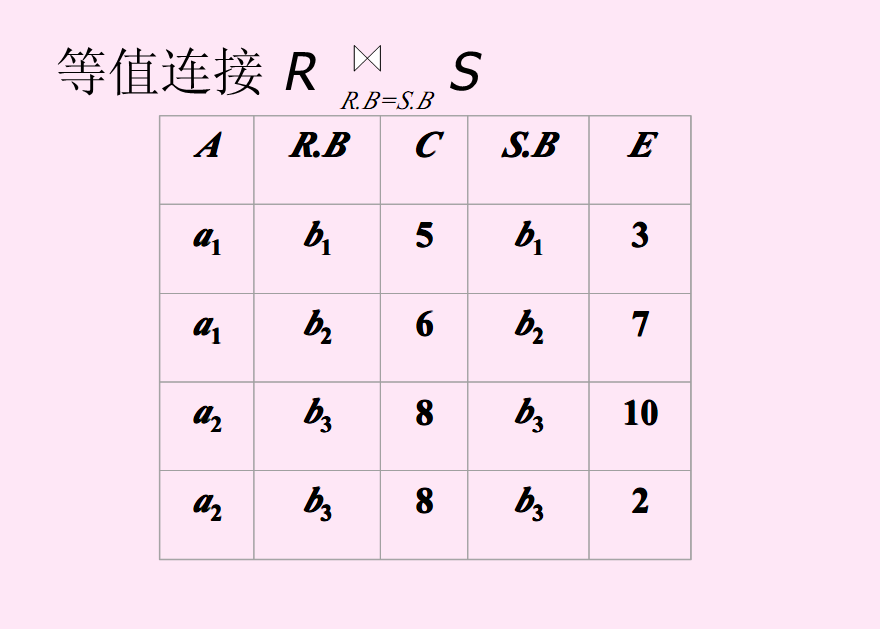 等值连接 R ⋈ S
R.B=S.B
A R.B C S.B E
a₁ b₁ 5 b₁ 3
a₁ b₂ 6 b₂ 7
a₂ b₃ 8 b₃ 10
a₂ b₃ 8 b₃ 2